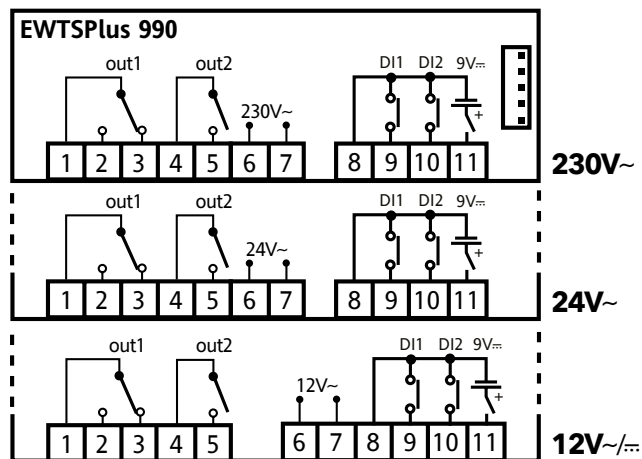 EWTSPlus 990
out1 out2 DI1 DI2 9V⎓
230V~ +
1 2 3 4 5 6 7 8 9 10 11 230V~
out1 out2 DI1 DI2 9V⎓
24V~ +
1 2 3 4 5 6 7 8 9 10 11 24V~
out1 out2 DI1 DI2 9V⎓
12V~ +
1 2 3 4 5 6 7 8 9 10 11 12V~/⎓